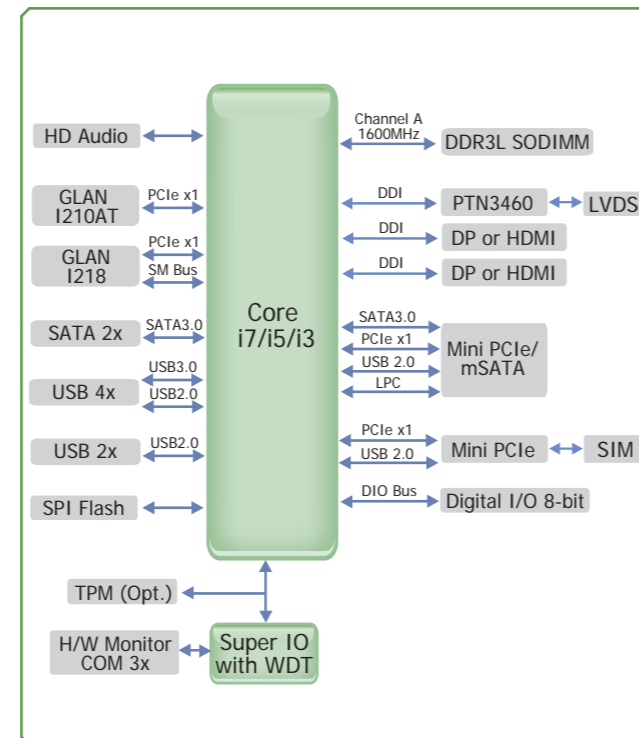 HD Audio
GLAN
I210AT
PCIe x1
GLAN
I218
PCIe x1
SM Bus
SATA 2x
SATA3.0
USB 4x
USB3.0
USB2.0
USB 2x
USB2.0
SPI Flash
Core
i7/i5/i3
Channel A
1600MHz
DDR3L SODIMM
DDI
PTN3460
LVDS
DDI
DP or HDMI
DDI
DP or HDMI
SATA3.0
PCIe x1
USB 2.0
LPC
Mini PCIe/
mSATA
PCIe x1
USB 2.0
Mini PCIe
SIM
DIO Bus
Digital I/O 8-bit
TPM (Opt.)
H/W Monitor
COM 3x
Super IO
with WDT